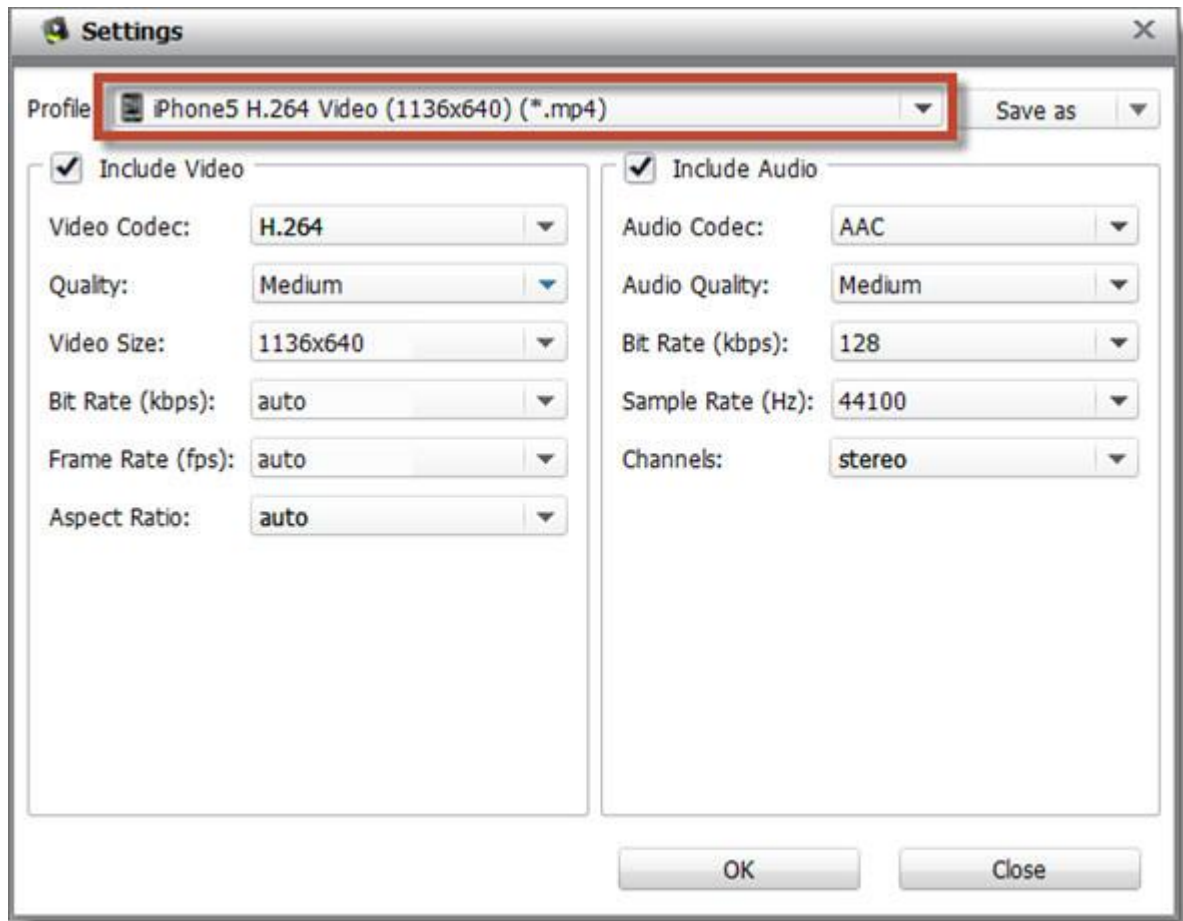 Settings
Profile iPhone5 H.264 Video (1136x640) (*.mp4) Save as
Include Video
Video Codec: H.264
Quality: Medium
Video Size: 1136x640
Bit Rate (kbps): auto
Frame Rate (fps): auto
Aspect Ratio: auto
Include Audio
Audio Codec: AAC
Audio Quality: Medium
Bit Rate (kbps): 128
Sample Rate (Hz): 44100
Channels: stereo
OK Close